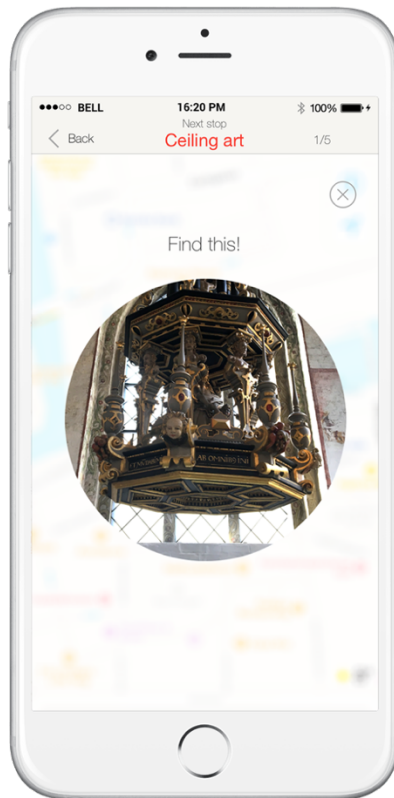 BELL 16:20 PM 100%
Next stop
Back Ceiling art 1/5
Find this!
AB OMNIBVS